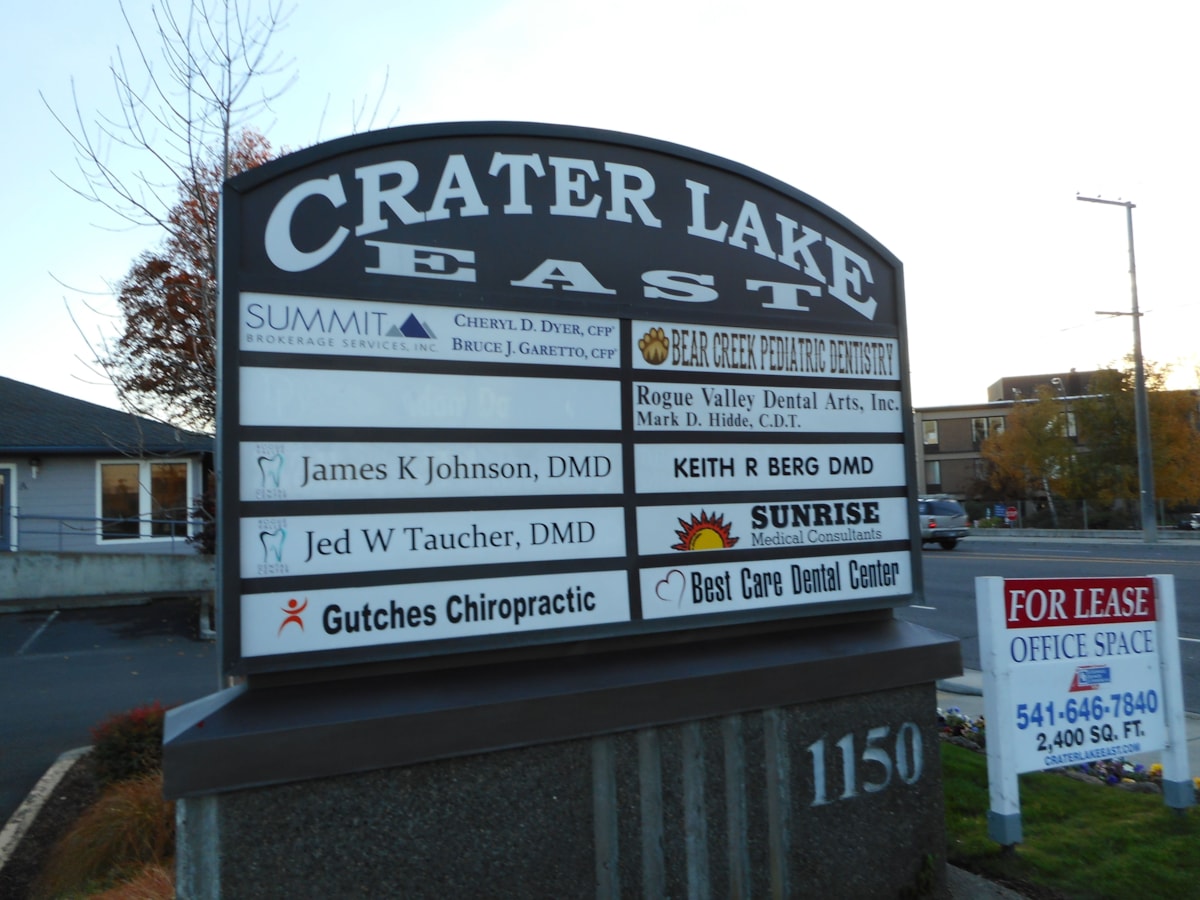 CRATER LAKE
EAST
SUMMIT
BROKERAGE SERVICES, INC.
CHERYL D. DYER, CFP®
BRUCE J. GARETTO, CFP®
James K Johnson, DMD
Jed W Taucher, DMD
Gutches Chiropractic
BEAR CREEK PEDIATRIC DENTISTRY
Rogue Valley Dental Arts, Inc.
Mark D. Hidde, C.D.T.
KEITH R BERG DMD
SUNRISE
Medical Consultants
Best Care Dental Center
1150
FOR LEASE
OFFICE SPACE
541-646-7840
2,400 SQ. FT.
CRATERLAKEEAST.COM